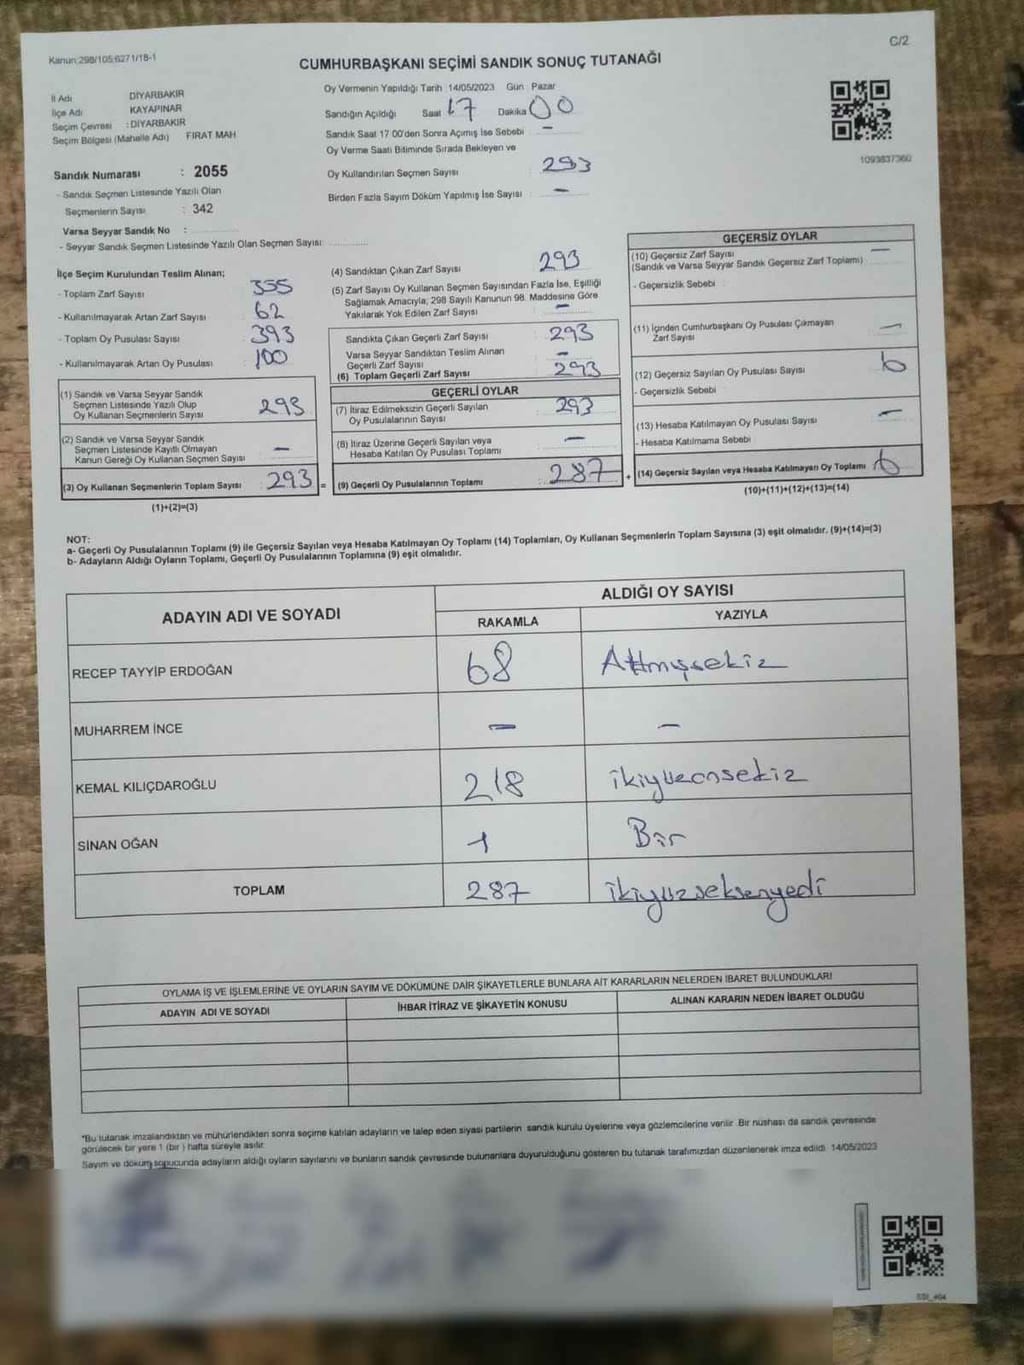 Kanun:298/105;6271/18-1
C/2
CUMHURBAŞKANI SEÇİMİ SANDIK SONUÇ TUTANAĞI
İl Adı DİYARBAKIR
İlçe Adı KAYAPINAR
Seçim Çevresi : DİYARBAKIR
Seçim Bölgesi (Mahalle Adı) FIRAT MAH
Sandık Numarası : 2055
- Sandık Seçmen Listesinde Yazılı Olan
Seçmenlerin Sayısı : 342
Varsa Seyyar Sandık No :
- Seyyar Sandık Seçmen Listesinde Yazılı Olan Seçmen Sayısı:
Oy Vermenin Yapıldığı Tarih 14/05/2023 Gün Pazar
Sandığın Açıldığı Saat 17 Dakika 00
Sandık Saat 17 00'den Sonra Açımış İse Sebebi –
Oy Verme Saati Bitiminde Sırada Bekleyen ve
Oy Kullandırılan Seçmen Sayısı 293
Birden Fazla Sayım Döküm Yapılmış İse Sayısı –
1093837360
İlçe Seçim Kurulundan Teslim Alınan;
- Toplam Zarf Sayısı 355
- Kullanılmayarak Artan Zarf Sayısı 62
- Toplam Oy Pusulası Sayısı 393
- Kullanılmayarak Artan Oy Pusulası 100
(1) Sandık ve Varsa Seyyar Sandık
Seçmen Listesinde Yazılı Olup
Oy Kullanan Seçmenlerin Sayısı 293
(2) Sandık ve Varsa Seyyar Sandık
Seçmen Listesinde Kayıtlı Olmayan
Kanun Gereği Oy Kullanan Seçmen Sayısı –
(3) Oy Kullanan Seçmenlerin Toplam Sayısı 293 =
(1)+(2)=(3)
(4) Sandıktan Çıkan Zarf Sayısı 293
(5) Zarf Sayısı Oy Kullanan Seçmen Sayısından Fazla İse, Eşitliği
Sağlamak Amacıyla; 298 Sayılı Kanunun 98. Maddesine Göre
Yakılarak Yok Edilen Zarf Sayısı –
Sandıkta Çıkan Geçerli Zarf Sayısı 293
Varsa Seyyar Sandıktan Teslim Alınan
Geçerli Zarf Sayısı –
(6) Toplam Geçerli Zarf Sayısı 293
GEÇERLİ OYLAR
(7) İtiraz Edilmeksizin Geçerli Sayılan
Oy Pusulalarının Sayısı 293
(8) İtiraz Üzerine Geçerli Sayılan veya
Hesaba Katılan Oy Pusulası Toplamı –
(9) Geçerli Oy Pusulalarının Toplamı : 287 +
GEÇERSİZ OYLAR
(10) Geçersiz Zarf Sayısı –
(Sandık ve Varsa Seyyar Sandık Geçersiz Zarf Toplamı)
- Geçersizlik Sebebi
(11) İçinden Cumhurbaşkanı Oy Pusulası Çıkmayan
Zarf Sayısı –
(12) Geçersiz Sayılan Oy Pusulası Sayısı 6
- Geçersizlik Sebebi
(13) Hesaba Katılmayan Oy Pusulası Sayısı –
- Hesaba Katılmama Sebebi
(14) Geçersiz Sayılan veya Hesaba Katılmayan Oy Toplamı 6
(10)+(11)+(12)+(13)=(14)
NOT:
a- Geçerli Oy Pusulalarının Toplamı (9) ile Geçersiz Sayılan veya Hesaba Katılmayan Oy Toplamı (14) Toplamları, Oy Kullanan Seçmenlerin Toplam Sayısına (3) eşit olmalıdır. (9)+(14)=(3)
b- Adayların Aldığı Oyların Toplamı, Geçerli Oy Pusulalarının Toplamına (9) eşit olmalıdır.
ADAYIN ADI VE SOYADI
ALDIĞI OY SAYISI
RAKAMLA YAZIYLA
RECEP TAYYİP ERDOĞAN 68 Altmışsekiz
MUHARREM İNCE – –
KEMAL KILIÇDAROĞLU 218 ikiyüzonsekiz
SİNAN OĞAN 1 Bir
TOPLAM 287 ikiyüzseksenyedi
OYLAMA İŞ VE İŞLEMLERİNE VE OYLARIN SAYIM VE DÖKÜMÜNE DAİR ŞİKAYETLERLE BUNLARA AİT KARARLARIN NELERDEN İBARET BULUNDUKLARI
ADAYIN ADI VE SOYADI İHBAR İTİRAZ VE ŞİKAYETİN KONUSU ALINAN KARARIN NEDEN İBARET OLDUĞU
*Bu tutanak imzalandıktan ve mühürlendikten sonra seçime katılan adayların ve talep eden siyasi partilerin sandık kurulu üyelerine veya gözlemcilerine verilir. Bir nüshası da sandık çevresinde
görülecek bir yere 1 (bir) hafta süreyle asılır.
Sayım ve döküm sonucunda adayların aldığı oyların sayılarını ve bunların sandık çevresinde bulunanlara duyurulduğunu gösteren bu tutanak tarafımızdan düzenlenerek imza edildi 14/05/2023